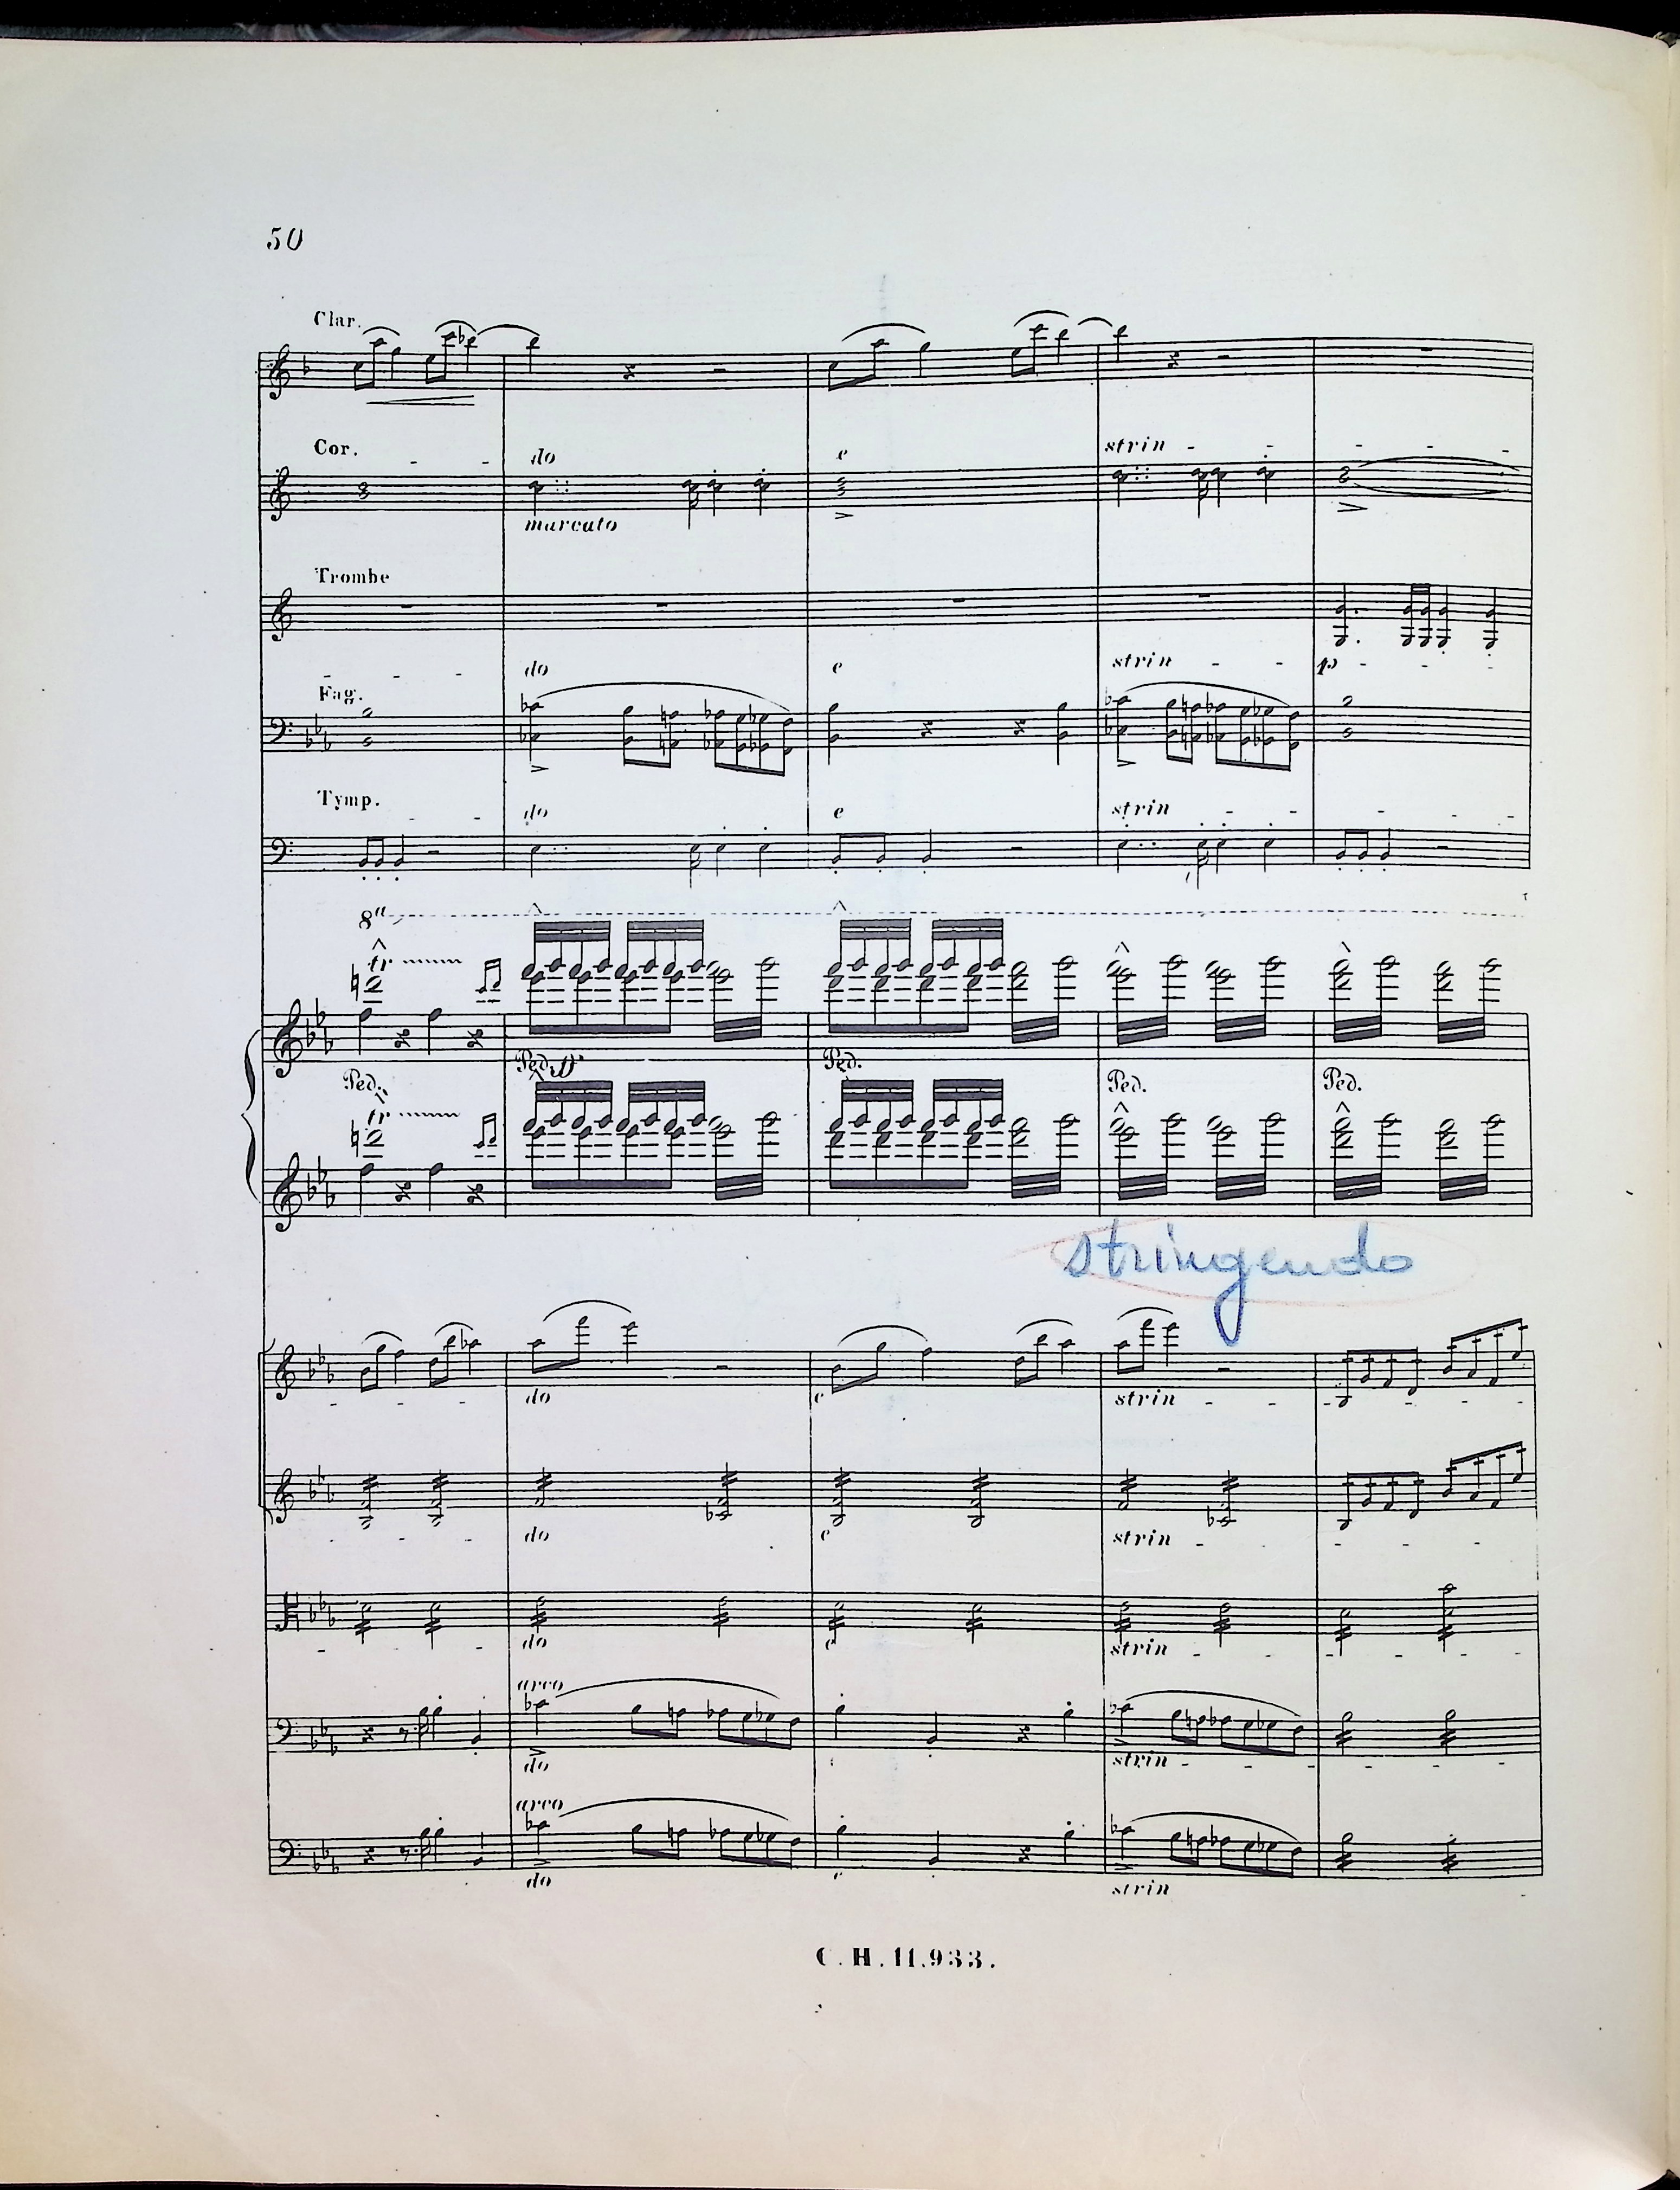 50
Clar.
Cor. - - do e strin - - - - -
marcato
Trombe
- - - do e strin - - p - - -
Fag.
Tymp.
- - do e strin - - - - - -
8a
tr
Ped. Ped. ff Ped. Ped. Ped.
tr
stringendo
- - - do e strin - - - - - -
- - - do e strin - - - - -
- - - do e strin - - - - - -
arco
do strin - - - - - - -
arco
do e strin
C. H. 11.933.